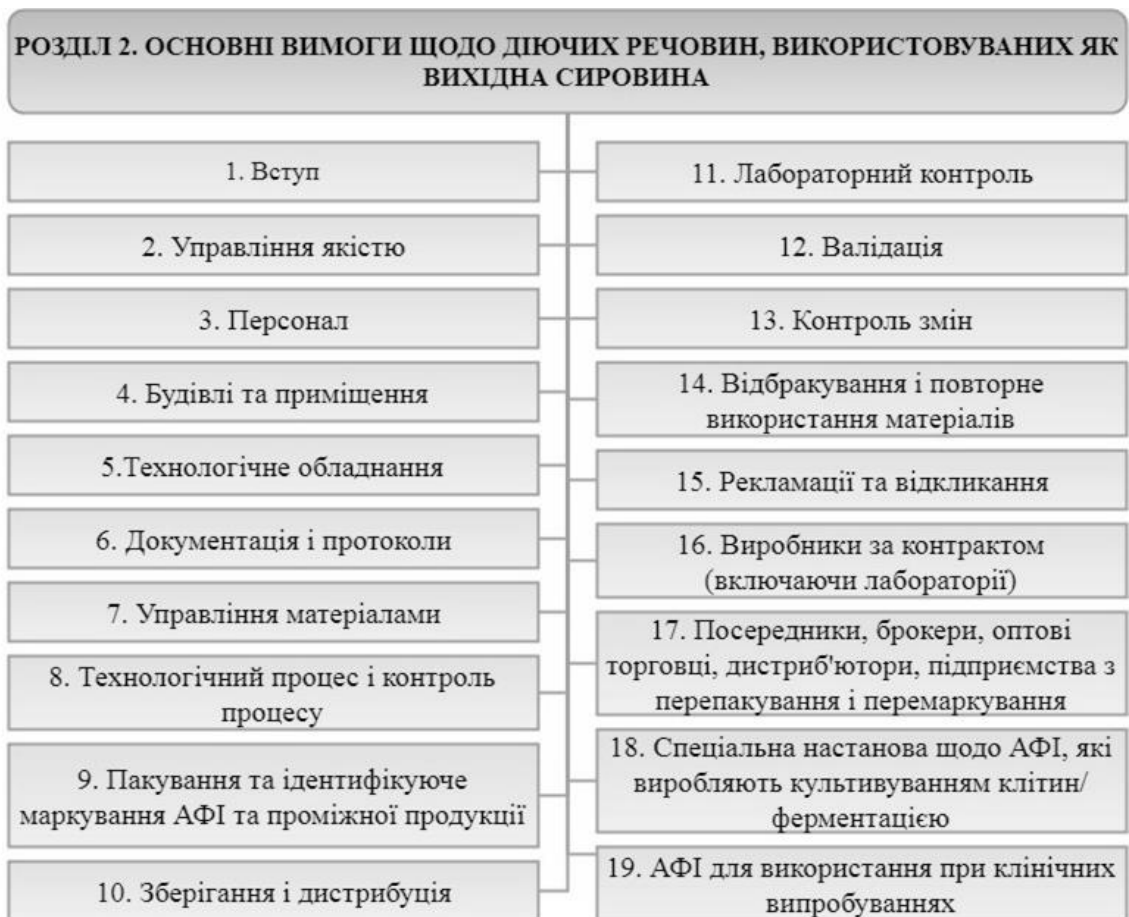 РОЗДІЛ 2. ОСНОВНІ ВИМОГИ ЩОДО ДІЮЧИХ РЕЧОВИН, ВИКОРИСТОВУВАНИХ ЯК
ВИХІДНА СИРОВИНА
1. Вступ
2. Управління якістю
3. Персонал
4. Будівлі та приміщення
5.Технологічне обладнання
6. Документація і протоколи
7. Управління матеріалами
8. Технологічний процес і контроль
процесу
9. Пакування та ідентифікуюче
маркування АФІ та проміжної продукції
10. Зберігання і дистрибуція
11. Лабораторний контроль
12. Валідація
13. Контроль змін
14. Відбракування і повторне
використання матеріалів
15. Рекламації та відкликання
16. Виробники за контрактом
(включаючи лабораторії)
17. Посередники, брокери, оптові
торговці, дистриб'ютори, підприємства з
перепакування і перемаркування
18. Спеціальна настанова щодо АФІ, які
виробляють культивуванням клітин/
ферментацією
19. АФІ для використання при клінічних
випробуваннях